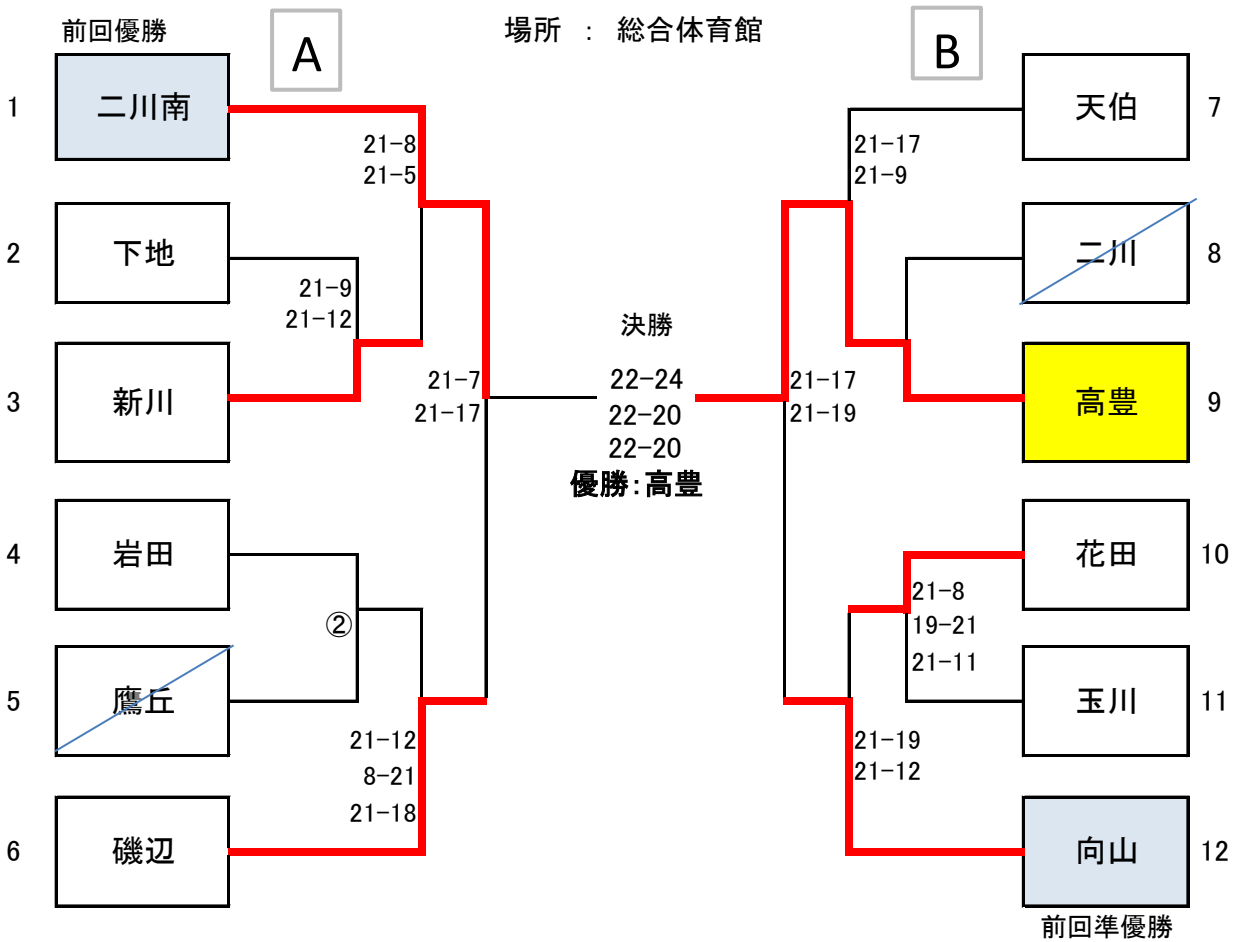 場所 : 総合体育館
前回優勝
A
1 二川南
21-8
21-5
2 下地
21-9
21-12
3 新川
21-7
21-17
4 岩田
②
5 鷹丘
21-12
8-21
21-18
6 磯辺
決勝
22-24
22-20
22-20
優勝:高豊
B
天伯 7
21-17
21-9
二川 8
高豊 9
21-17
21-19
花田 10
21-8
19-21
21-11
玉川 11
21-19
21-12
向山 12
前回準優勝